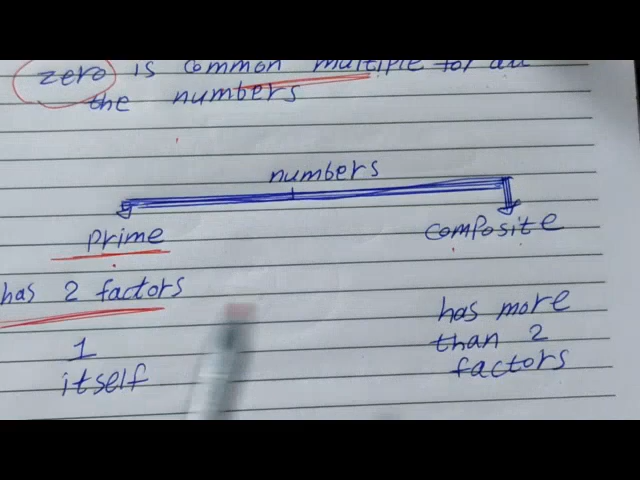 zero is common multiple for all
the numbers
numbers
prime
composite
has 2 factors
has more
than 2
factors
1
itself